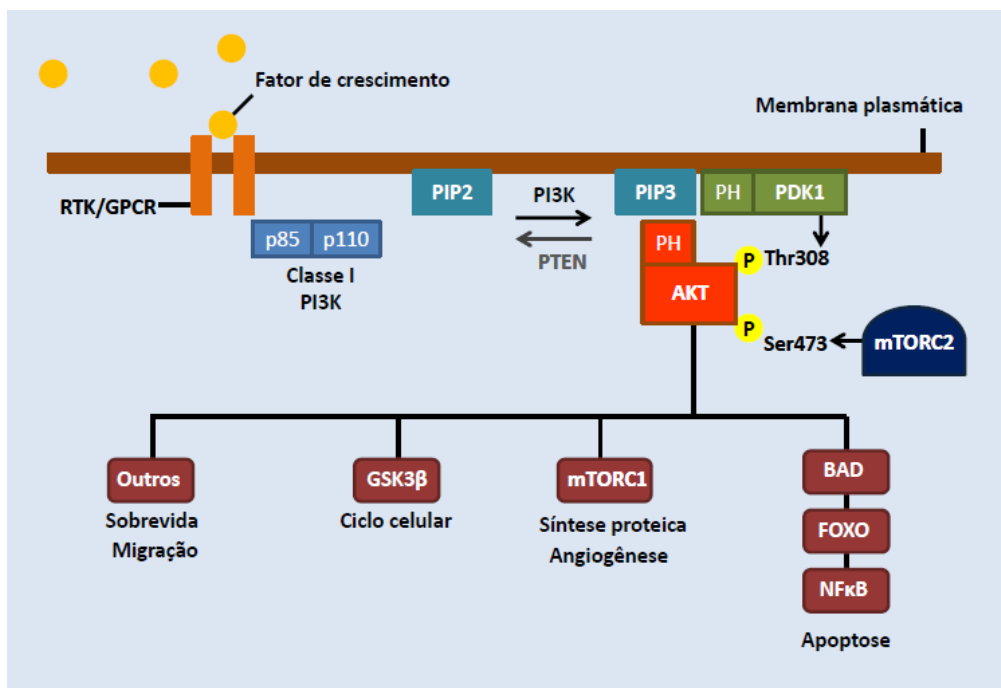 Fator de crescimento
Membrana plasmática
RTK/GPCR
PIP2
PI3K
PTEN
PIP3
PH
PDK1
p85
p110
Classe I
PI3K
PH
AKT
P
Thr308
P
Ser473
mTORC2
Outros
Sobrevida
Migração
GSK3β
Ciclo celular
mTORC1
Síntese proteica
Angiogênese
BAD
FOXO
NFκB
Apoptose